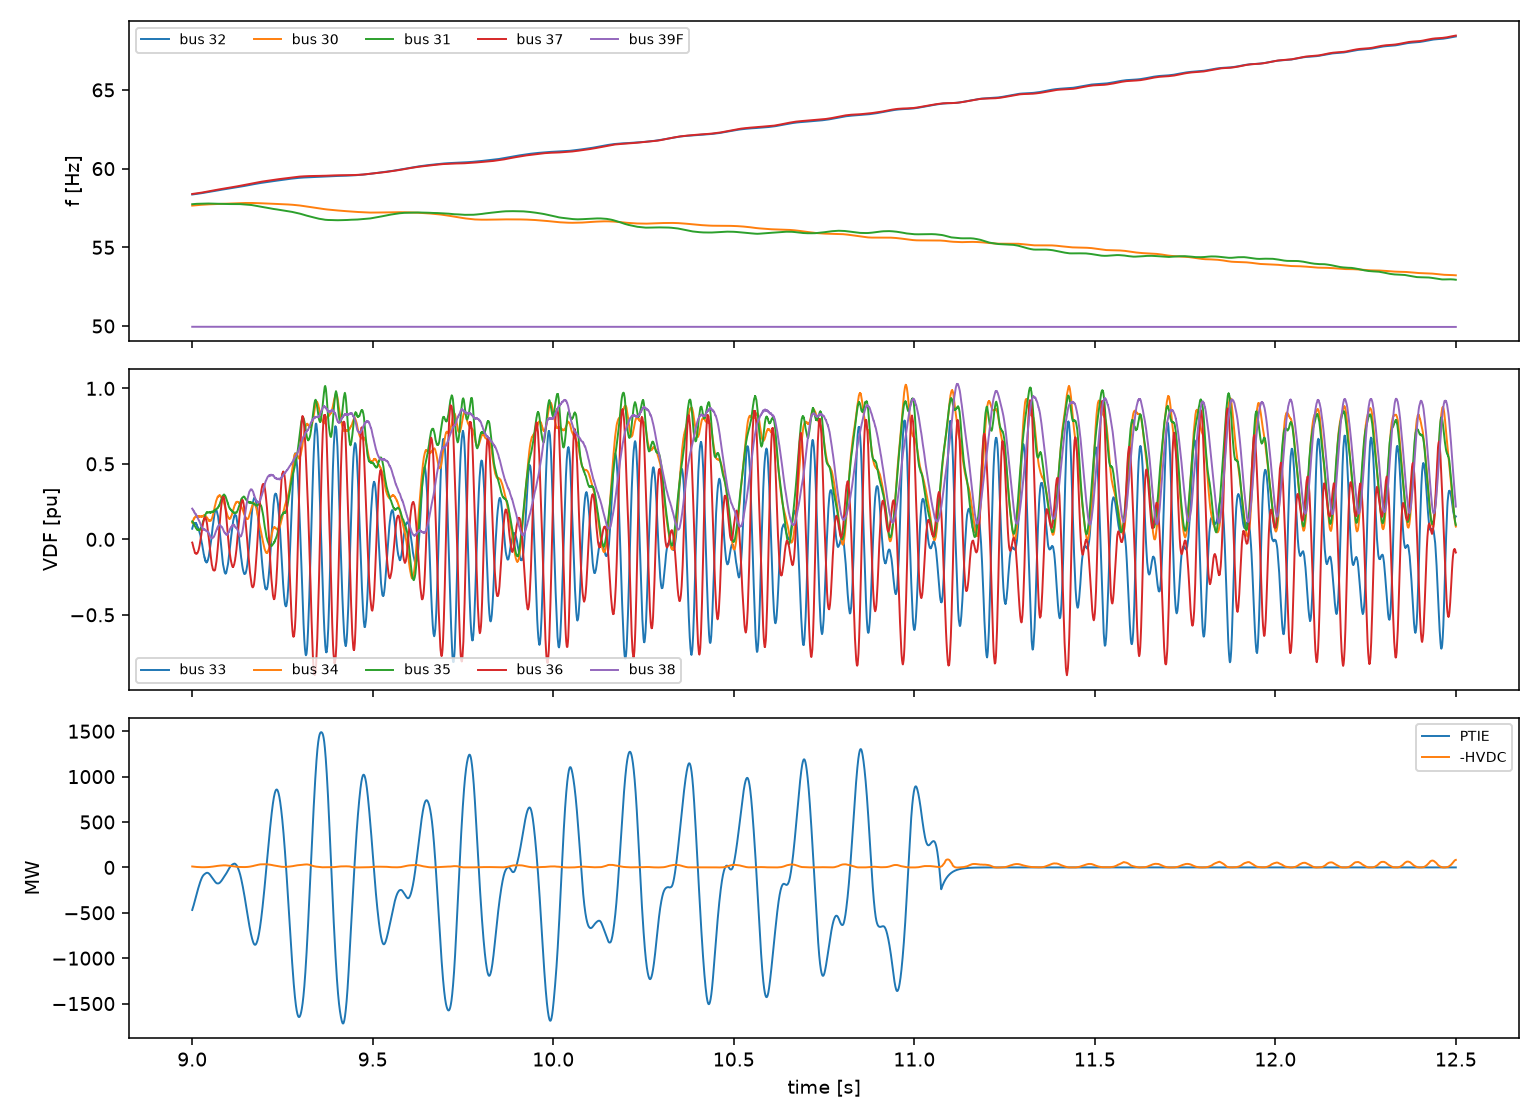 bus 32 bus 30 bus 31 bus 37 bus 39F
f [Hz]
65
60
55
50
bus 33 bus 34 bus 35 bus 36 bus 38
VDF [pu]
1.0
0.5
0.0
−0.5
PTIE
-HVDC
MW
1500
1000
500
0
−500
−1000
−1500
9.0 9.5 10.0 10.5 11.0 11.5 12.0 12.5
time [s]